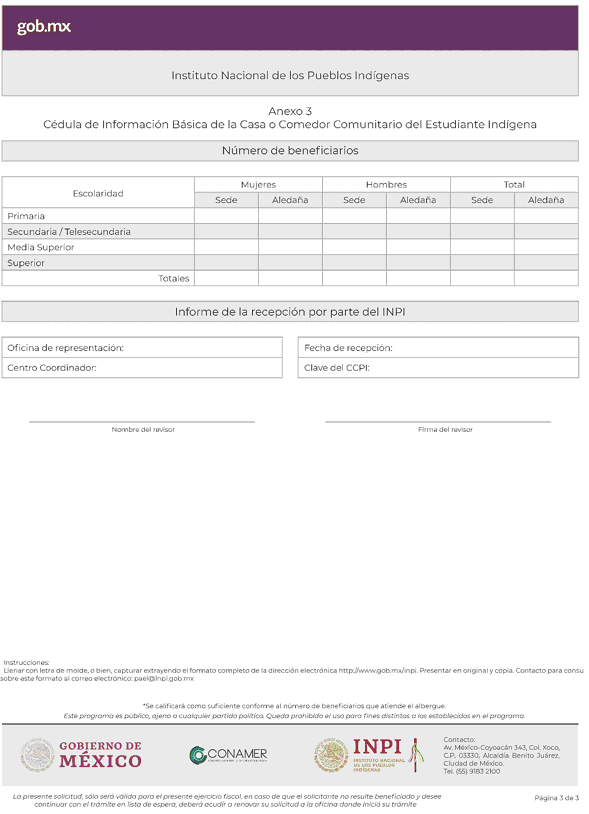 gob.mx
Instituto Nacional de los Pueblos Indígenas
Anexo 3
Cédula de Información Básica de la Casa o Comedor Comunitario del Estudiante Indígena
Número de beneficiarios
Escolaridad Mujeres Hombres Total
Sede Aledaña Sede Aledaña Sede Aledaña
Primaria
Secundaria / Telesecundaria
Media Superior
Superior
Totales
Informe de la recepción por parte del INPI
Oficina de representación: Fecha de recepción:
Centro Coordinador: Clave del CCPI:
Nombre del revisor Firma del revisor
Instrucciones:
Llenar con letra de molde, o bien, capturar extrayendo el formato completo de la dirección electrónica http://www.gob.mx/inpi. Presentar en original y copia. Contacto para consu
sobre este formato al correo electrónico: paei@inpi.gob.mx
*Se calificará como suficiente conforme al número de beneficiarios que atiende el albergue.
Este programa es público, ajeno a cualquier partido político. Queda prohibido el uso para fines distintos a los establecidos en el programa.
GOBIERNO DE
MÉXICO
CONAMER
INPI
INSTITUTO NACIONAL
DE LOS PUEBLOS
INDÍGENAS
Contacto:
Av. México-Coyoacán 343, Col. Xoco,
C.P. 03330, Alcaldía Benito Juárez,
Ciudad de México.
Tel. (55) 9183 2100
La presente solicitud, sólo será válida para el presente ejercicio fiscal. en caso de que el solicitante no resulte beneficiado y desee
continuar con el trámite en lista de espera, deberá acudir a renovar su solicitud a la oficina donde inició su trámite
Página 3 de 3